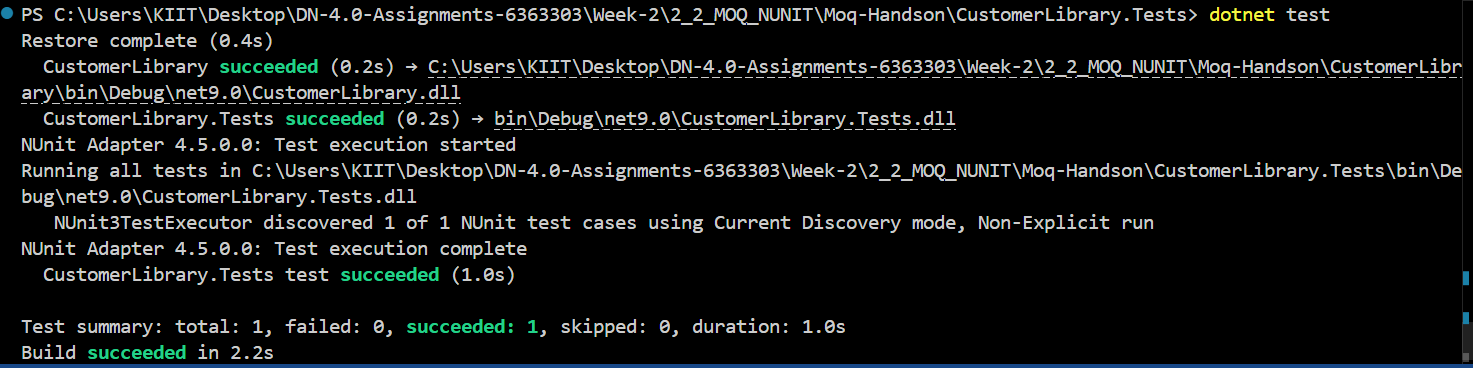 PS C:\Users\KIIT\Desktop\DN-4.0-Assignments-6363303\Week-2\2_2_MOQ_NUNIT\Moq-Handson\CustomerLibrary.Tests> dotnet test
Restore complete (0.4s)
  CustomerLibrary succeeded (0.2s) → C:\Users\KIIT\Desktop\DN-4.0-Assignments-6363303\Week-2\2_2_MOQ_NUNIT\Moq-Handson\CustomerLibr
ary\bin\Debug\net9.0\CustomerLibrary.dll
  CustomerLibrary.Tests succeeded (0.2s) → bin\Debug\net9.0\CustomerLibrary.Tests.dll
NUnit Adapter 4.5.0.0: Test execution started
Running all tests in C:\Users\KIIT\Desktop\DN-4.0-Assignments-6363303\Week-2\2_2_MOQ_NUNIT\Moq-Handson\CustomerLibrary.Tests\bin\De
bug\net9.0\CustomerLibrary.Tests.dll
   NUnit3TestExecutor discovered 1 of 1 NUnit test cases using Current Discovery mode, Non-Explicit run
NUnit Adapter 4.5.0.0: Test execution complete
  CustomerLibrary.Tests test succeeded (1.0s)

Test summary: total: 1, failed: 0, succeeded: 1, skipped: 0, duration: 1.0s
Build succeeded in 2.2s